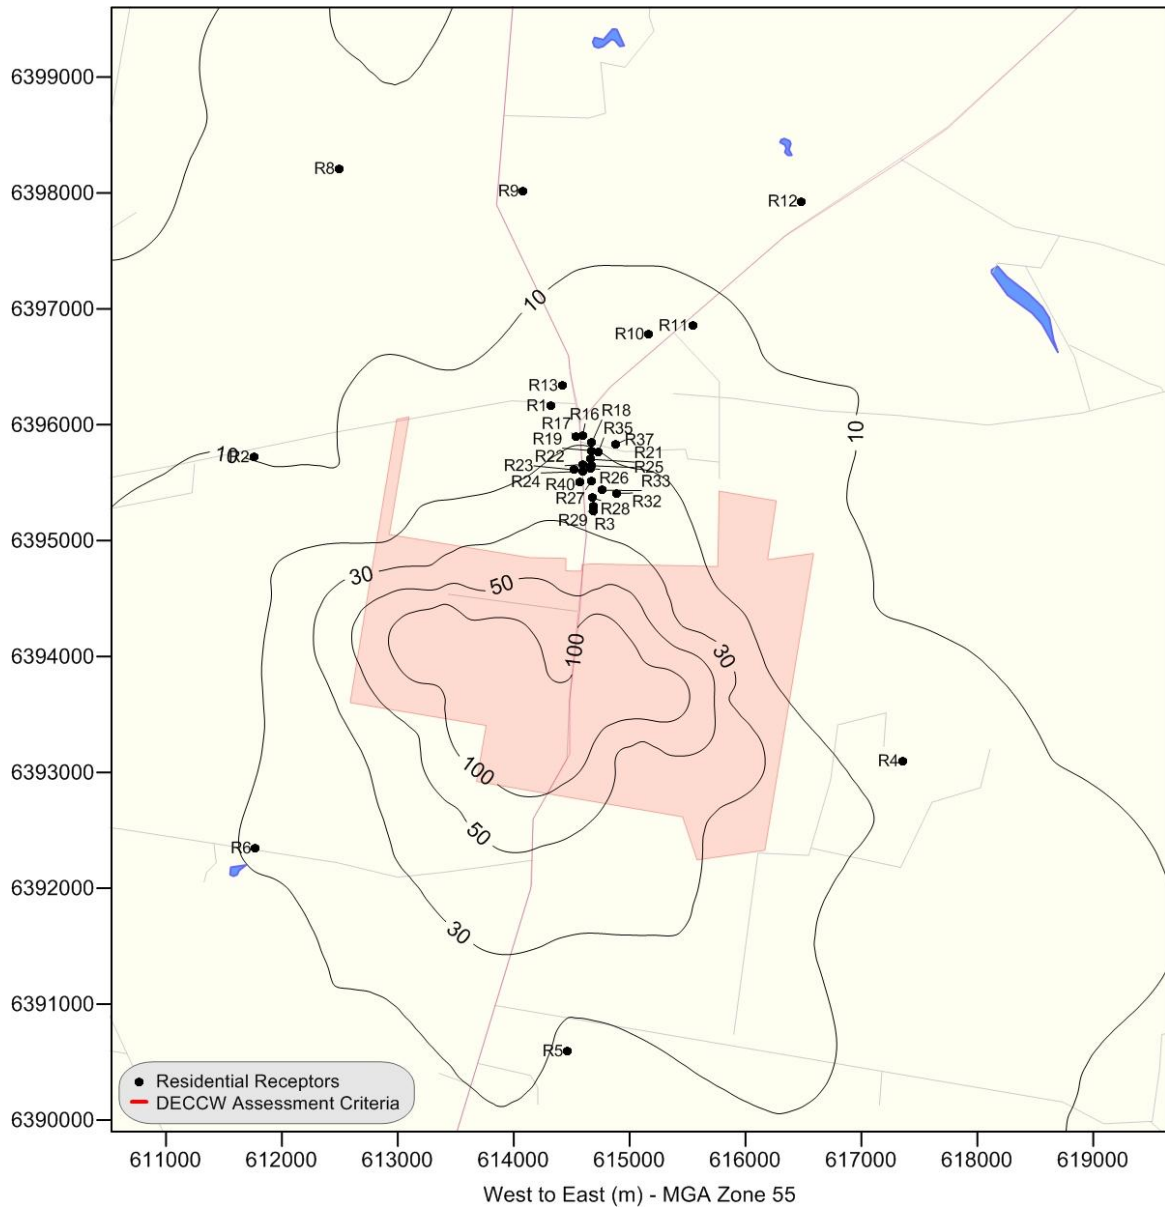 6399000
R8
R9
R12
6398000
6397000
10
R10
R11
R13
R1
R16
R18
R17
R35
R19
R37
R22
R21
R23
R25
R24
R26
R33
R40
R27
R32
R28
R29
R3
6396000
10
10
R2
6395000
30
50
6394000
100
30
R4
6393000
100
50
R6
6392000
30
6391000
R5
Residential Receptors
DECCW Assessment Criteria
6390000
611000 612000 613000 614000 615000 616000 617000 618000 619000
West to East (m) - MGA Zone 55